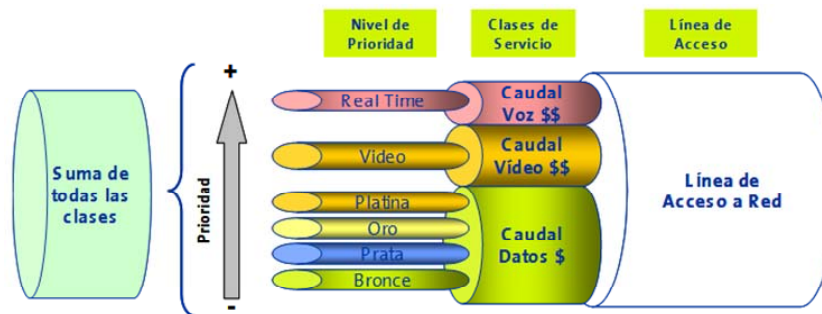 Nivel de
Prioridad
Clases de
Servicio
Línea de
Acceso
+
Prioridad
-
Suma de
todas las
clases
Real Time
Video
Platina
Oro
Prata
Bronce
Caudal
Voz $$
Caudal
Vídeo $$
Caudal
Datos $
Línea de
Acceso a Red